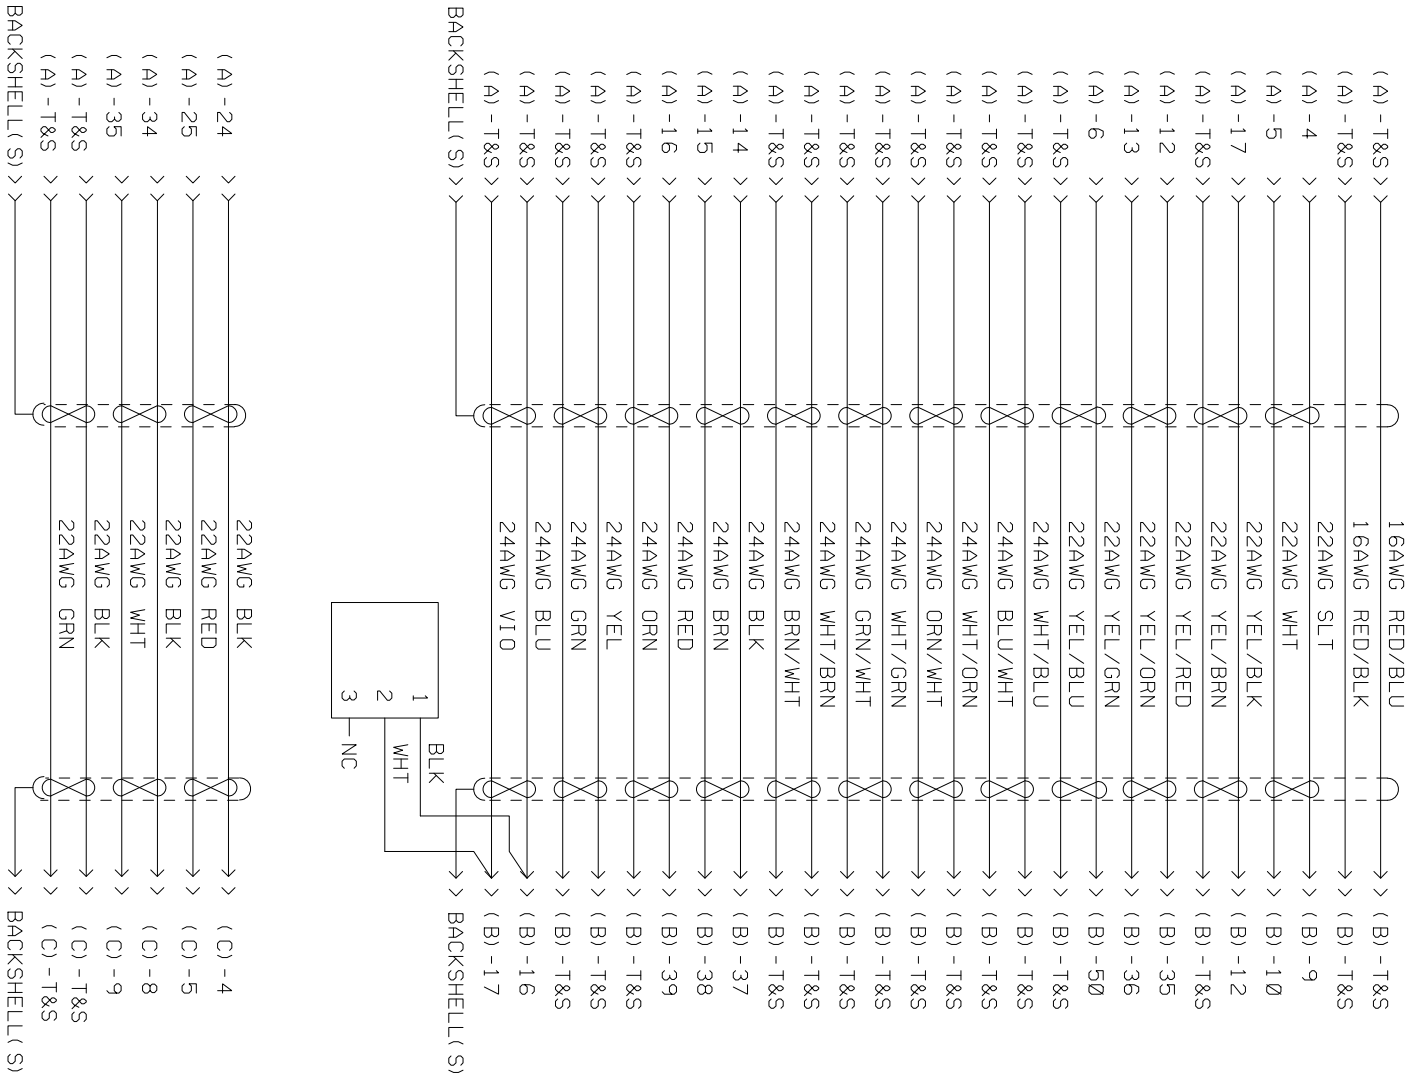 (A)-T&S 16AWG RED/BLU (B)-T&S
(A)-T&S 16AWG RED/BLK (B)-T&S
(A)-4 22AWG SLT (B)-9
(A)-5 22AWG WHT (B)-10
(A)-17 22AWG YEL/BLK (B)-12
(A)-T&S 22AWG YEL/BRN (B)-T&S
(A)-12 22AWG YEL/RED (B)-35
(A)-13 22AWG YEL/ORN (B)-36
(A)-6 22AWG YEL/GRN (B)-50
(A)-T&S 22AWG YEL/BLU (B)-T&S
(A)-T&S 24AWG WHT/BLU (B)-T&S
(A)-T&S 24AWG BLU/WHT (B)-T&S
(A)-T&S 24AWG WHT/ORN (B)-T&S
(A)-T&S 24AWG ORN/WHT (B)-T&S
(A)-T&S 24AWG WHT/GRN (B)-T&S
(A)-T&S 24AWG GRN/WHT (B)-T&S
(A)-T&S 24AWG WHT/BRN (B)-T&S
(A)-T&S 24AWG BRN/WHT (B)-T&S
(A)-14 24AWG BLK (B)-37
(A)-15 24AWG BRN (B)-38
(A)-16 24AWG RED (B)-39
(A)-T&S 24AWG ORN (B)-T&S
(A)-T&S 24AWG YEL (B)-T&S
(A)-T&S 24AWG GRN (B)-T&S
(A)-T&S 24AWG BLU (B)-16
(A)-T&S 24AWG VIO (B)-17
BACKSHELL(S) BACKSHELL(S)
1 BLK
2 WHT
3 NC
(A)-24 22AWG BLK (C)-4
(A)-25 22AWG RED (C)-5
(A)-34 22AWG BLK (C)-8
(A)-35 22AWG WHT (C)-9
(A)-T&S 22AWG BLK (C)-T&S
(A)-T&S 22AWG GRN (C)-T&S
BACKSHELL(S) BACKSHELL(S)